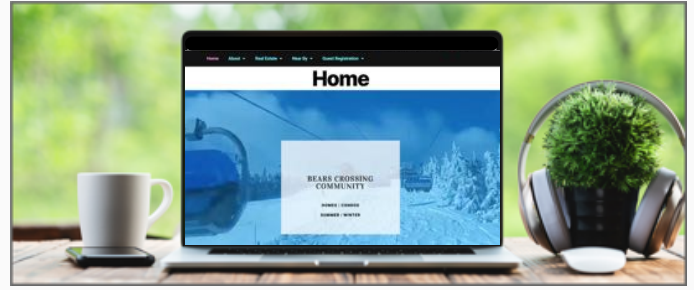 Home About Real Estate Near By Guest Registration
Home
BEARS CROSSING
COMMUNITY
HOMES | CONDOS
SUMMER | WINTER